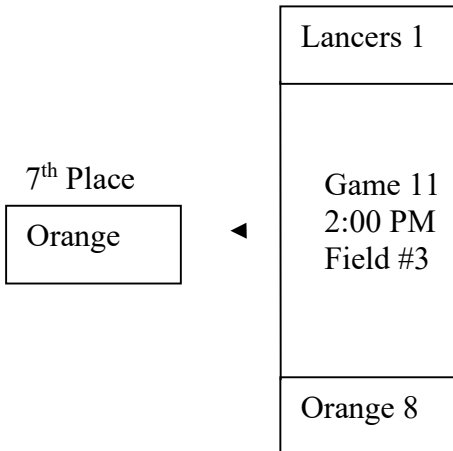 Lancers 1
7th Place
Orange
Game 11
2:00 PM
Field #3
Orange 8